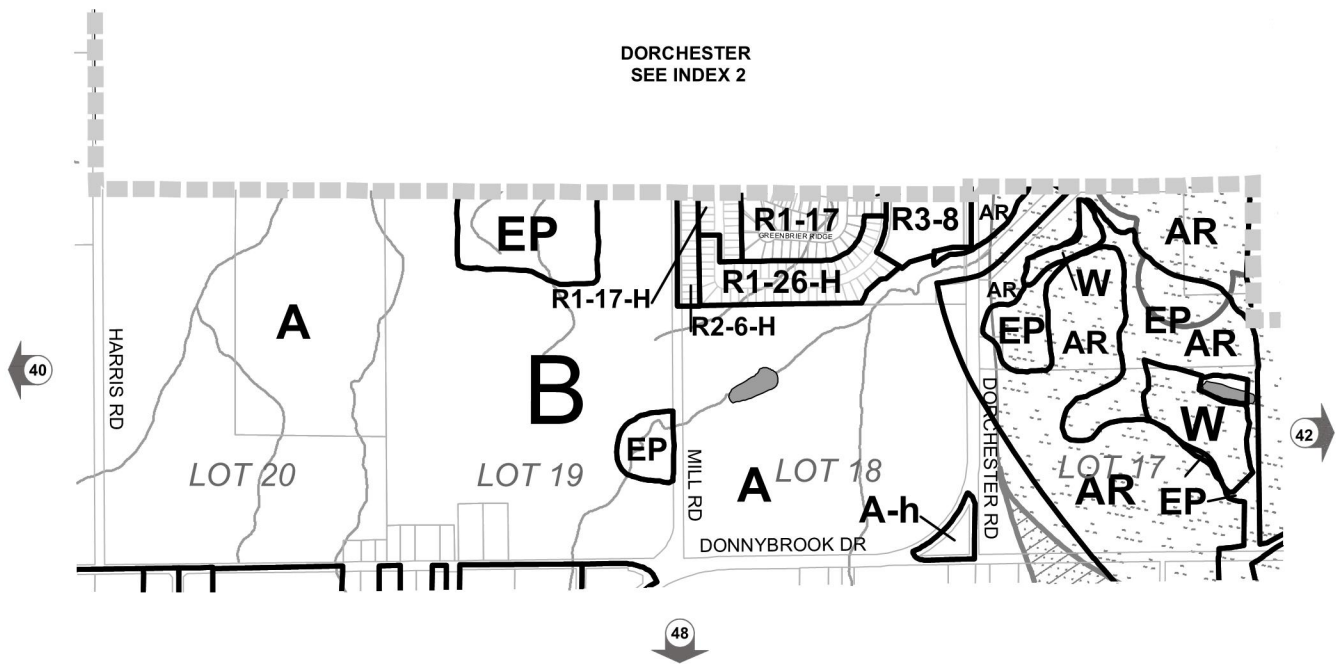 DORCHESTER
SEE INDEX 2
EP
R1-17
GREENBRIER RIDGE
R3-8
AR
AR
R1-17-H
R1-26-H
R2-6-H
AR
W
EP
AR
EP
AR
A
HARRIS RD
B
40
EP
MILL RD
A
DORCHESTER RD
W
42
LOT 20
LOT 19
LOT 18
LOT 17
AR
EP
A-h
DONNYBROOK DR
48